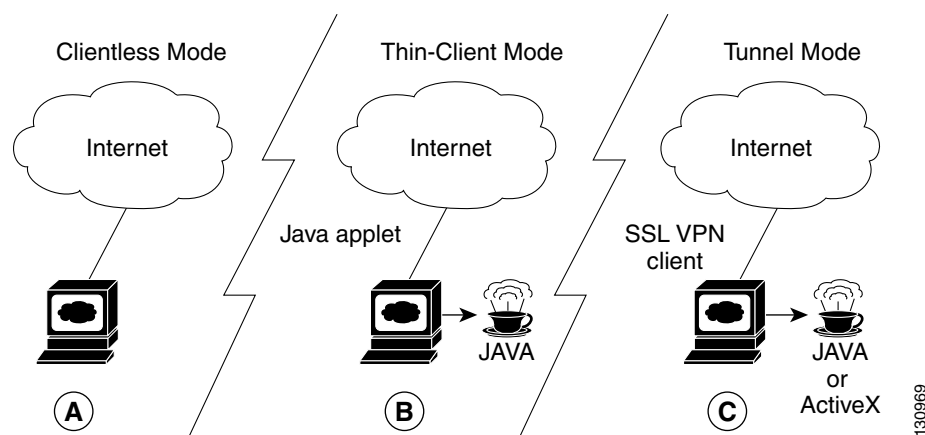 Clientless Mode
Thin-Client Mode
Tunnel Mode
Internet
Internet
Internet
Java applet
SSL VPN
client
JAVA
JAVA
or
ActiveX
A
B
C
130969